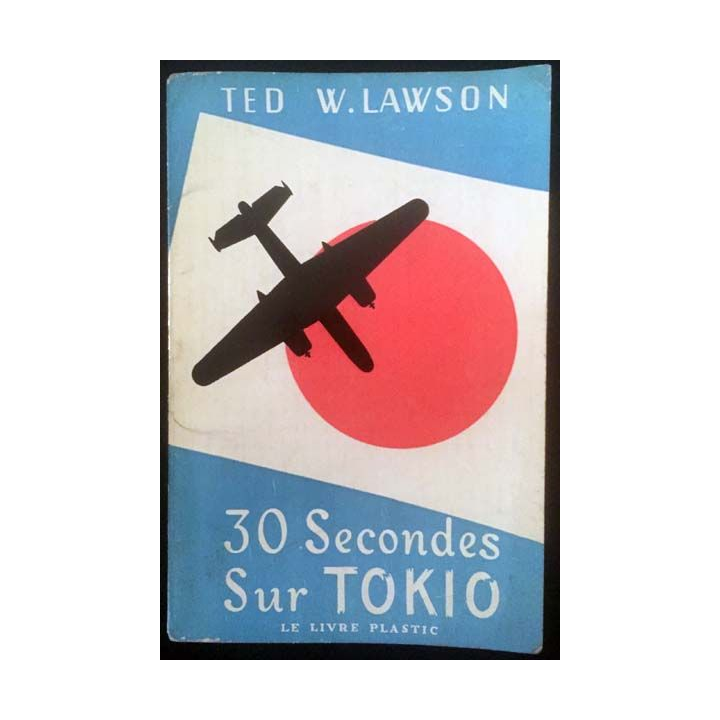 TED W. LAWSON
30 Secondes
Sur TOKIO
LE LIVRE PLASTIC